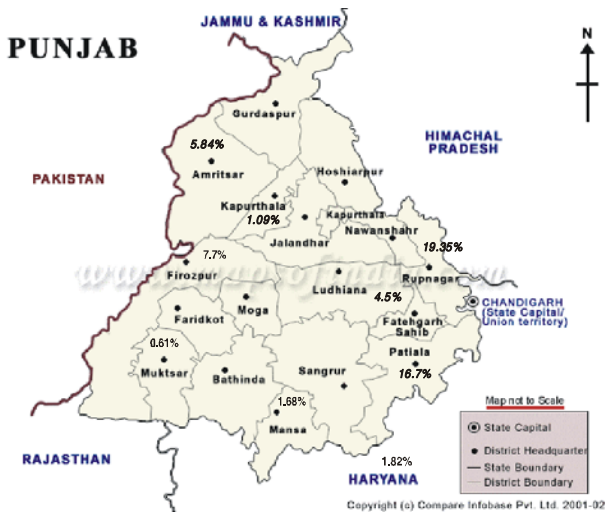 JAMMU & KASHMIR
PUNJAB
N
Gurdaspur
HIMACHAL
PRADESH
5.84%
Amritsar
Hoshiarpur
PAKISTAN
Kapurthala
1.09%
Kapurthala
Nawanshahr
Jalandhar
19.35%
7.7%
Firozpur
Rupnagar
www.mapsofindia.com
Ludhiana
4.5%
CHANDIGARH
(State Capital/
Union territory)
Moga
Faridkot
Fatehgarh
Sahib
0.61%
Patiala
Muktsar
Bathinda
Sangrur
16.7%
1.68%
Mansa
Map not to Scale
State Capital
District Headquarter
State Boundary
District Boundary
RAJASTHAN
1.82%
HARYANA
Copyright (c) Compare Infobase Pvt. Ltd. 2001-02